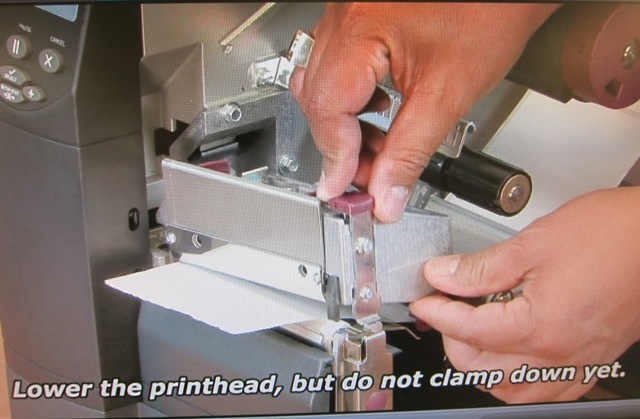 PAUSE
CANCEL
Lower the printhead, but do not clamp down yet.